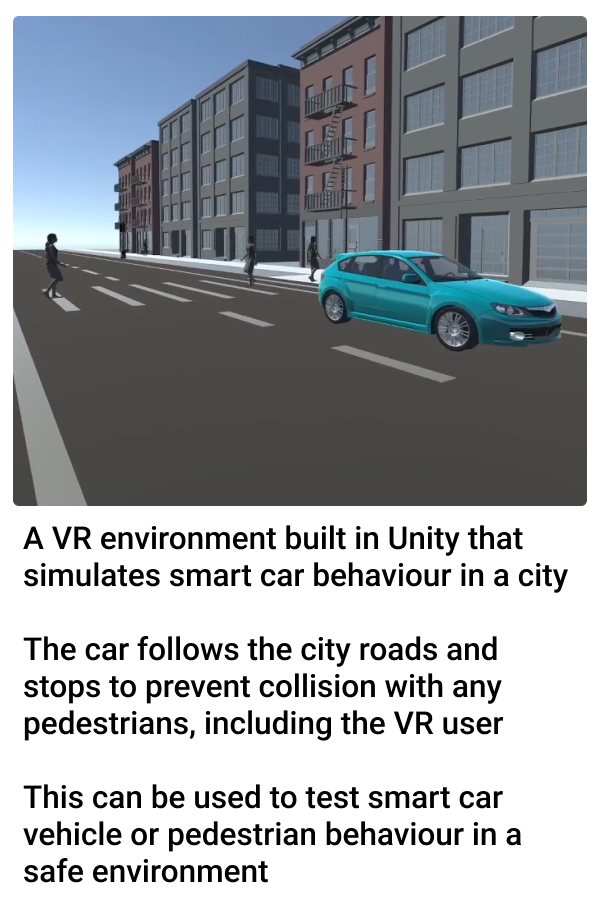 A VR environment built in Unity that
simulates smart car behaviour in a city
The car follows the city roads and
stops to prevent collision with any
pedestrians, including the VR user
This can be used to test smart car
vehicle or pedestrian behaviour in a
safe environment